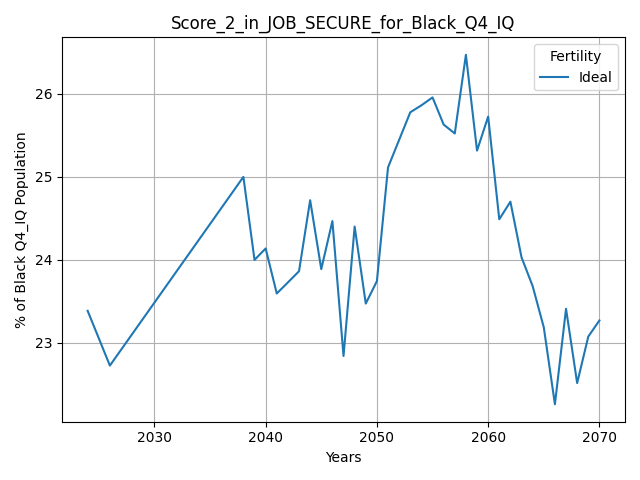 Score_2_in_JOB_SECURE_for_Black_Q4_IQ
Fertility
Ideal
% of Black Q4_IQ Population
26
25
24
23
2030
2040
2050
2060
2070
Years